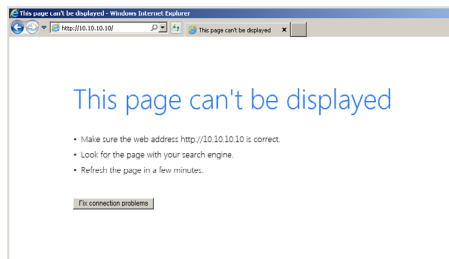 This page can't be displayed - Windows Internet Explorer
http://10.10.10.10/
This page can't be displayed
This page can't be displayed
• Make sure the web address http://10.10.10.10 is correct.
• Look for the page with your search engine.
• Refresh the page in a few minutes.
Fix connection problems